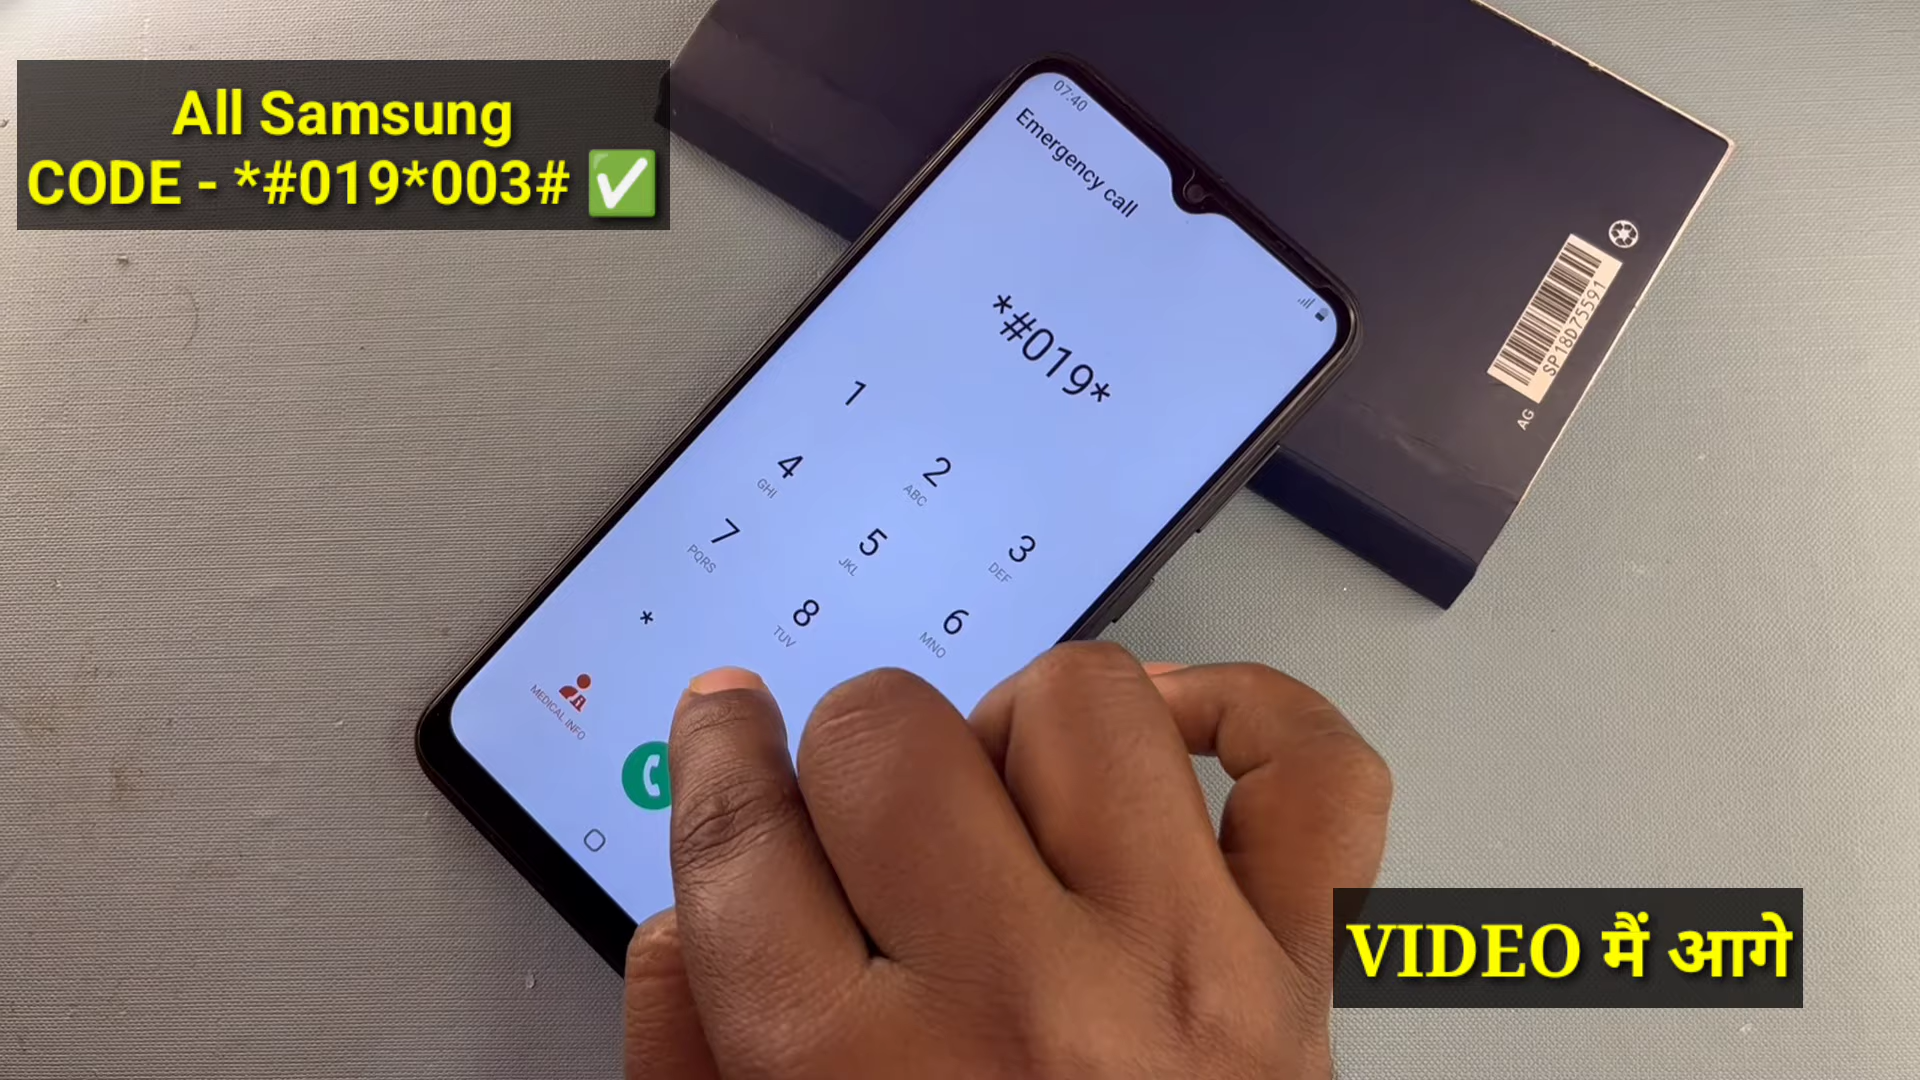 All Samsung
CODE - *#019*003# ✅
07:40
Emergency call
*#019*
1
2
ABC
3
DEF
4
GHI
5
JKL
6
MNO
7
PQRS
8
TUV
*
MEDICAL INFO
SP18D75591
AG
VIDEO मैं आगे